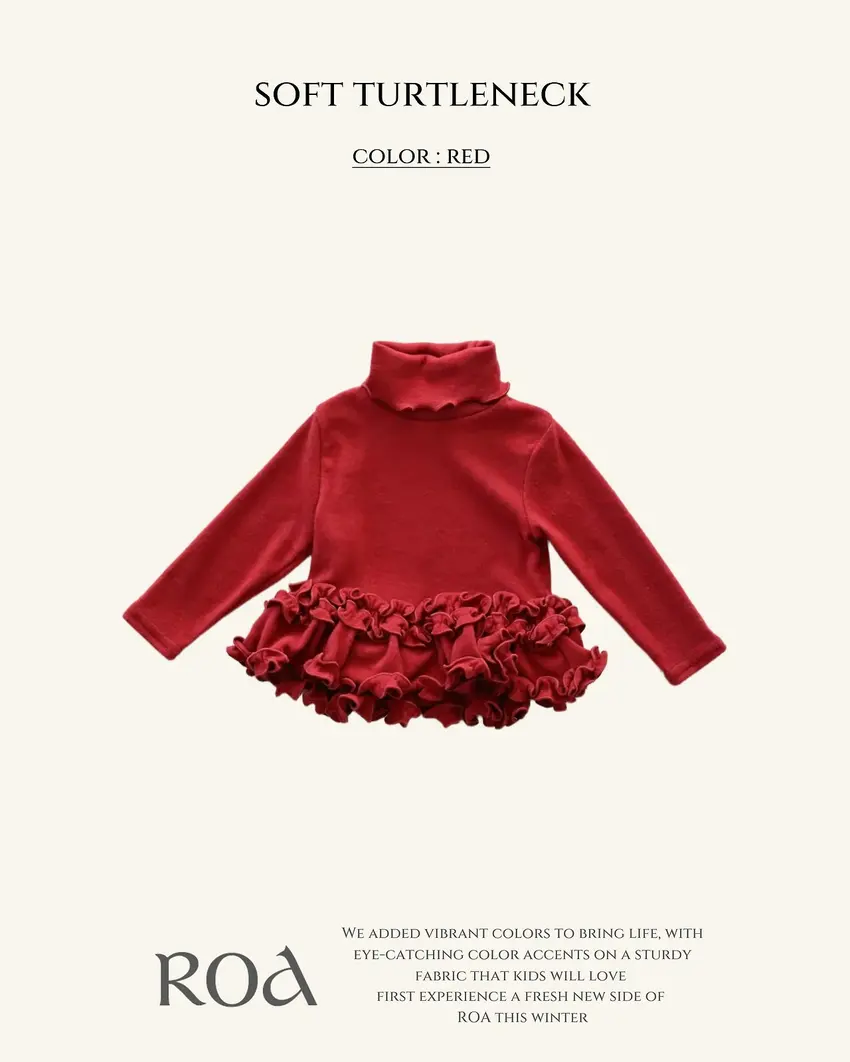 SOFT TURTLENECK
COLOR : RED
WE ADDED VIBRANT COLORS TO BRING LIFE, WITH
EYE-CATCHING COLOR ACCENTS ON A STURDY
FABRIC THAT KIDS WILL LOVE
FIRST EXPERIENCE A FRESH NEW SIDE OF
ROA THIS WINTER
ROA